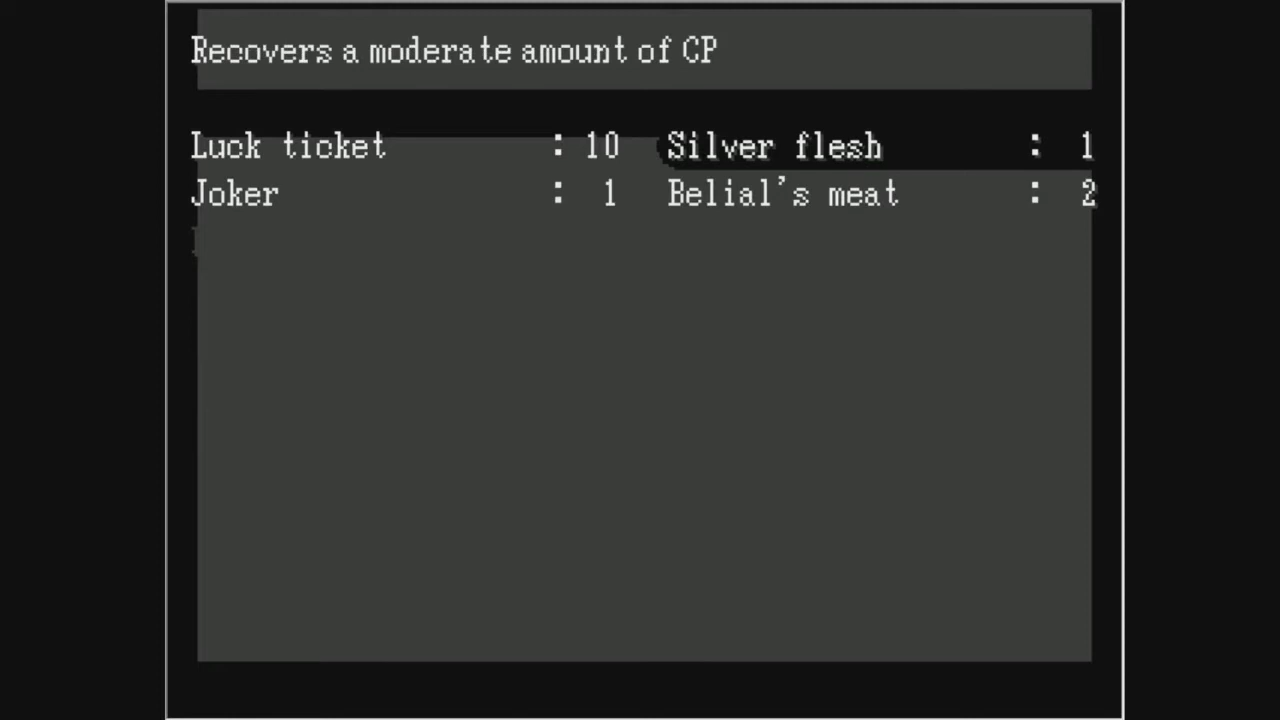 Recovers a moderate amount of CP
Luck ticket : 10 Silver flesh : 1
Joker : 1 Belial's meat : 2